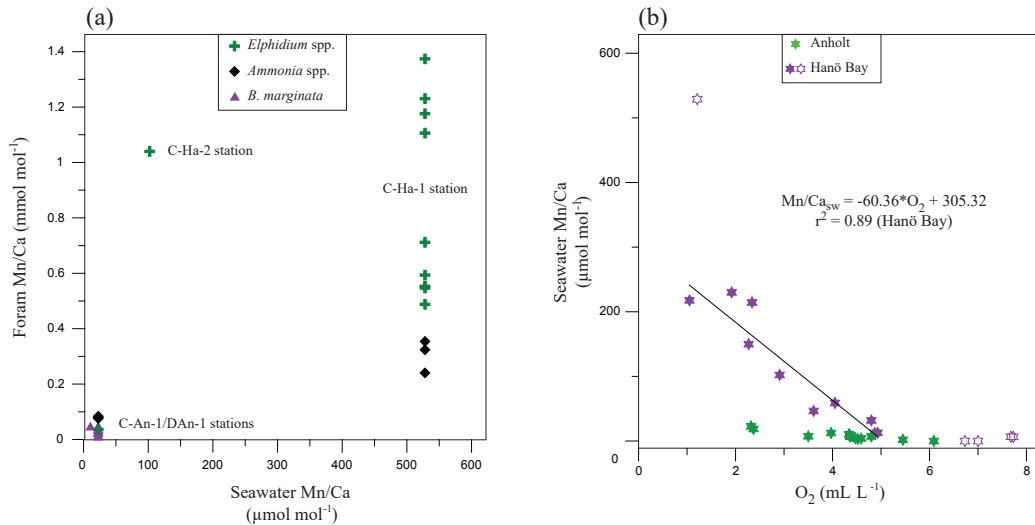 (a)
Elphidium spp.
Ammonia spp.
B. marginata
1.4
1.2
1
0.8
0.6
0.4
0.2
0
Foram Mn/Ca (mmol mol⁻¹)
C-Ha-2 station
C-Ha-1 station
C-An-1/DAn-1 stations
0 100 200 300 400 500 600
Seawater Mn/Ca
(µmol mol⁻¹)
(b)
Anholt
Hanö Bay
600
400
200
0
Seawater Mn/Ca
(µmol mol⁻¹)
Mn/Ca_sw = -60.36*O₂ + 305.32
r² = 0.89 (Hanö Bay)
0 2 4 6 8
O₂ (mL L⁻¹)